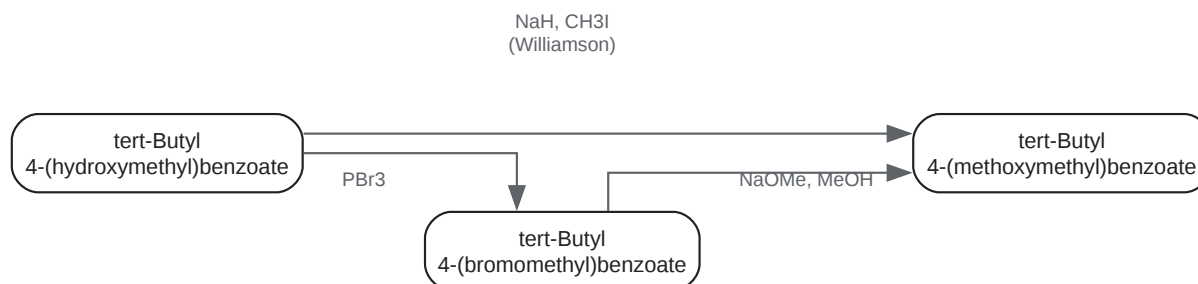 NaH, CH3I
(Williamson)
tert-Butyl
4-(hydroxymethyl)benzoate
tert-Butyl
4-(methoxymethyl)benzoate
PBr3
NaOMe, MeOH
tert-Butyl
4-(bromomethyl)benzoate